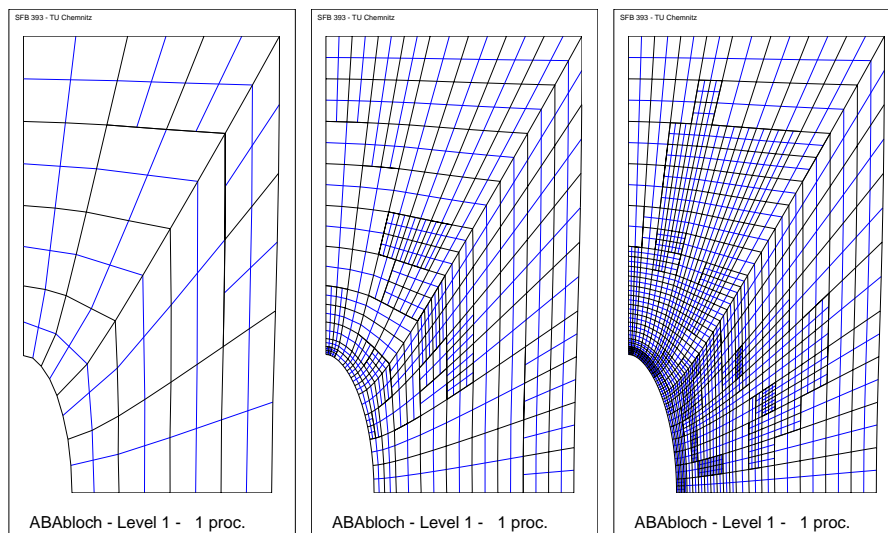 SFB 393 - TU Chemnitz
SFB 393 - TU Chemnitz
SFB 393 - TU Chemnitz
ABAbloch - Level 1 - 1 proc.
ABAbloch - Level 1 - 1 proc.
ABAbloch - Level 1 - 1 proc.